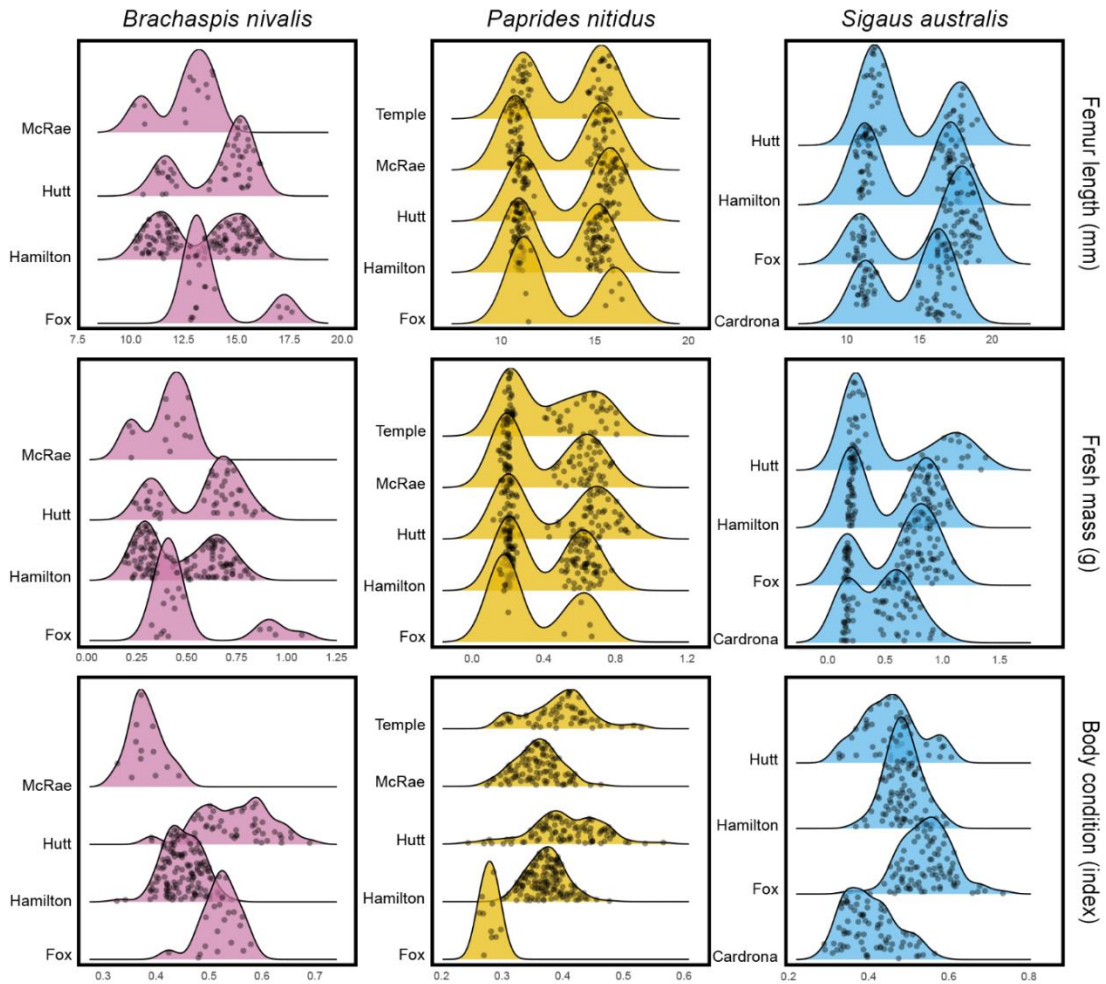 Brachaspis nivalis Paprides nitidus Sigaus australis
McRae
Hutt
Hamilton
Fox
7.5 10.0 12.5 15.0 17.5 20.0
Temple
McRae
Hutt
Hamilton
Fox
10 15 20
Hutt
Hamilton
Fox
Cardrona
10 15 20
Femur length (mm)
McRae
Hutt
Hamilton
Fox
0.00 0.25 0.50 0.75 1.00 1.25
Temple
McRae
Hutt
Hamilton
Fox
0.0 0.4 0.8 1.2
Hutt
Hamilton
Fox
Cardrona
0.0 0.5 1.0 1.5
Fresh mass (g)
McRae
Hutt
Hamilton
Fox
0.3 0.4 0.5 0.6 0.7
Temple
McRae
Hutt
Hamilton
Fox
0.2 0.3 0.4 0.5 0.6
Hutt
Hamilton
Fox
Cardrona
0.2 0.4 0.6 0.8
Body condition (index)